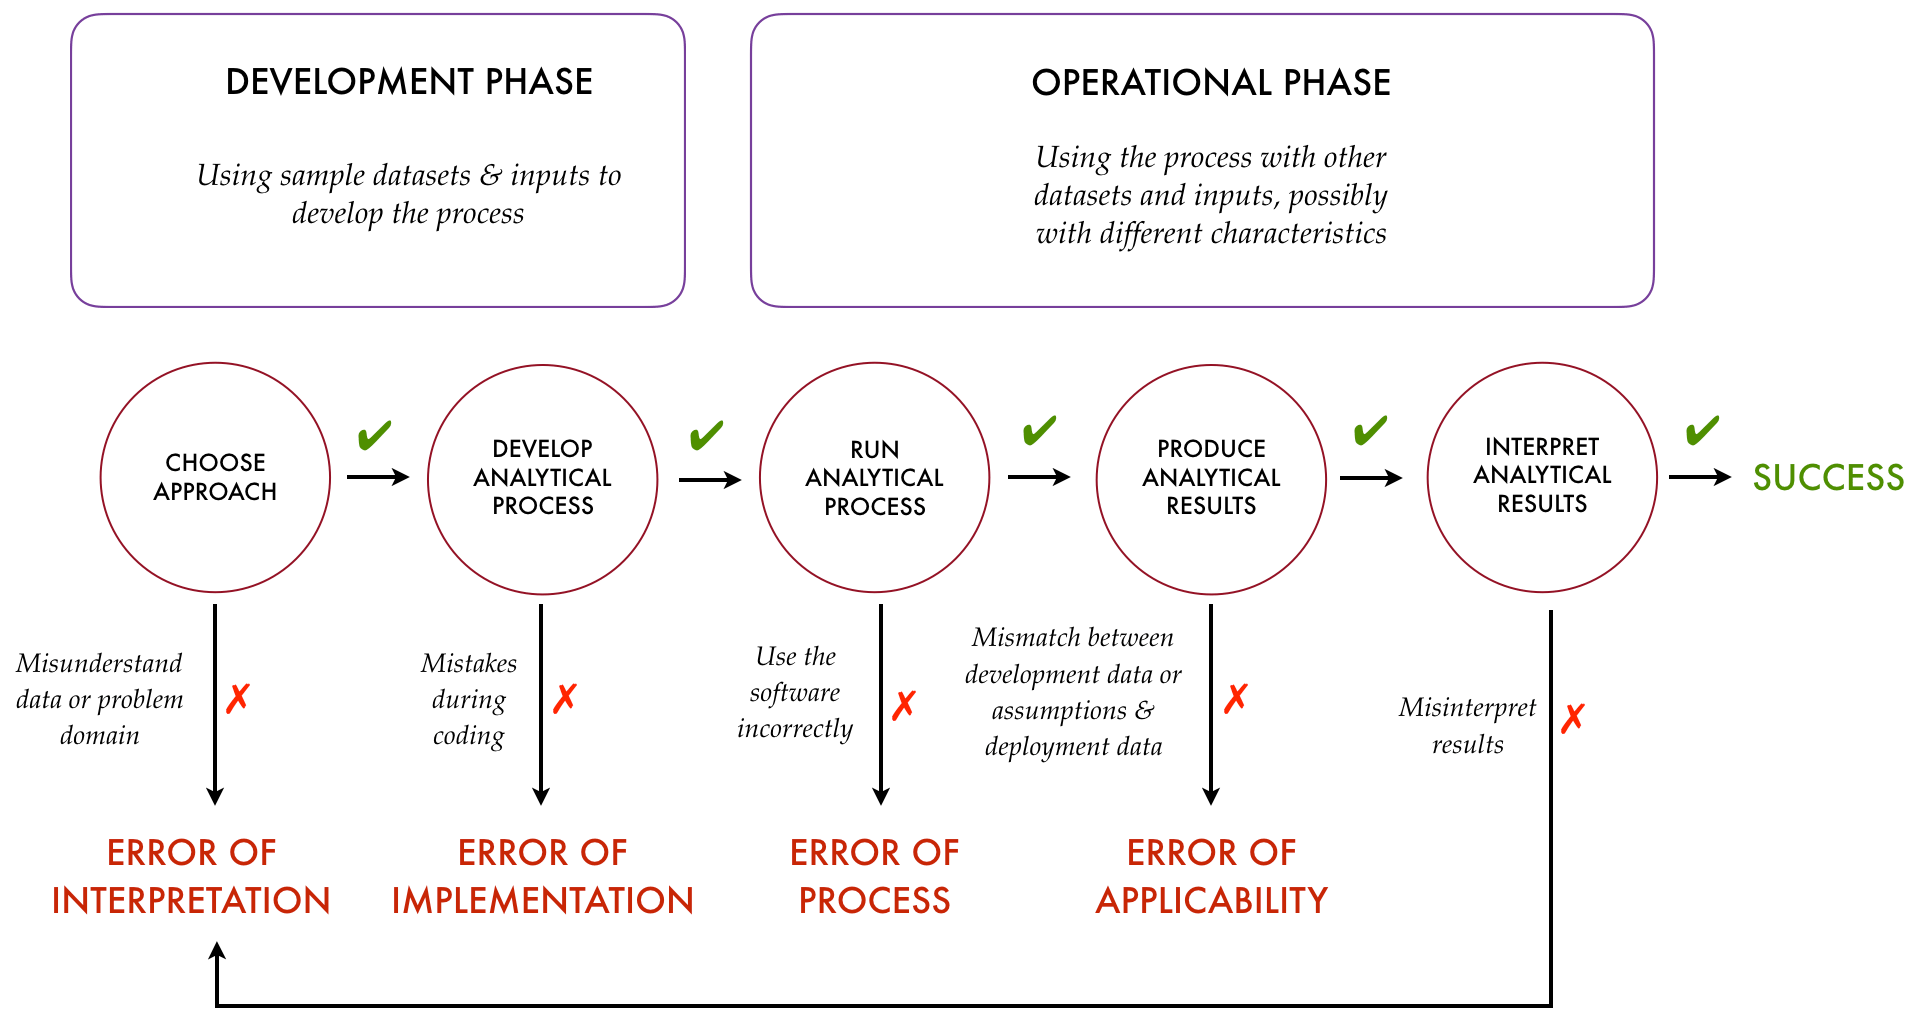 DEVELOPMENT PHASE
Using sample datasets & inputs to
develop the process
OPERATIONAL PHASE
Using the process with other
datasets and inputs, possibly
with different characteristics
CHOOSE
APPROACH
✔
DEVELOP
ANALYTICAL
PROCESS
✔
RUN
ANALYTICAL
PROCESS
✔
PRODUCE
ANALYTICAL
RESULTS
✔
INTERPRET
ANALYTICAL
RESULTS
✔
SUCCESS
Misunderstand
data or problem
domain
✗
Mistakes
during
coding
✗
Use the
software
incorrectly
✗
Mismatch between
development data or
assumptions &
deployment data
✗
Misinterpret
results
✗
ERROR OF
INTERPRETATION
ERROR OF
IMPLEMENTATION
ERROR OF
PROCESS
ERROR OF
APPLICABILITY